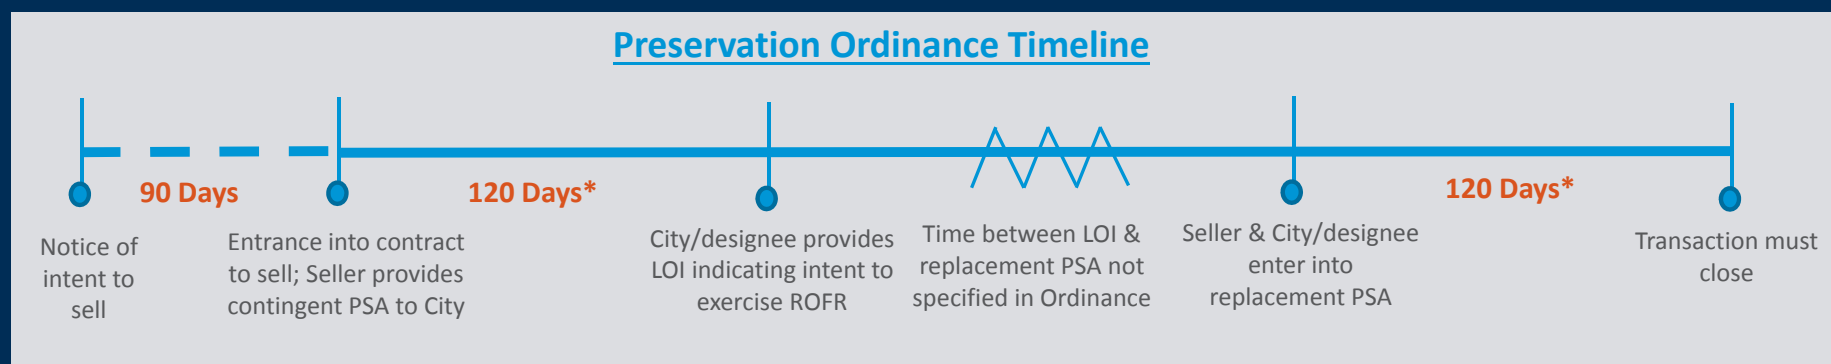 Preservation Ordinance Timeline
90 Days
120 Days*
120 Days*
Notice of
intent to
sell
Entrance into contract
to sell; Seller provides
contingent PSA to City
City/designee provides
LOI indicating intent to
exercise ROFR
Time between LOI &
replacement PSA not
specified in Ordinance
Seller & City/designee
enter into
replacement PSA
Transaction must
close